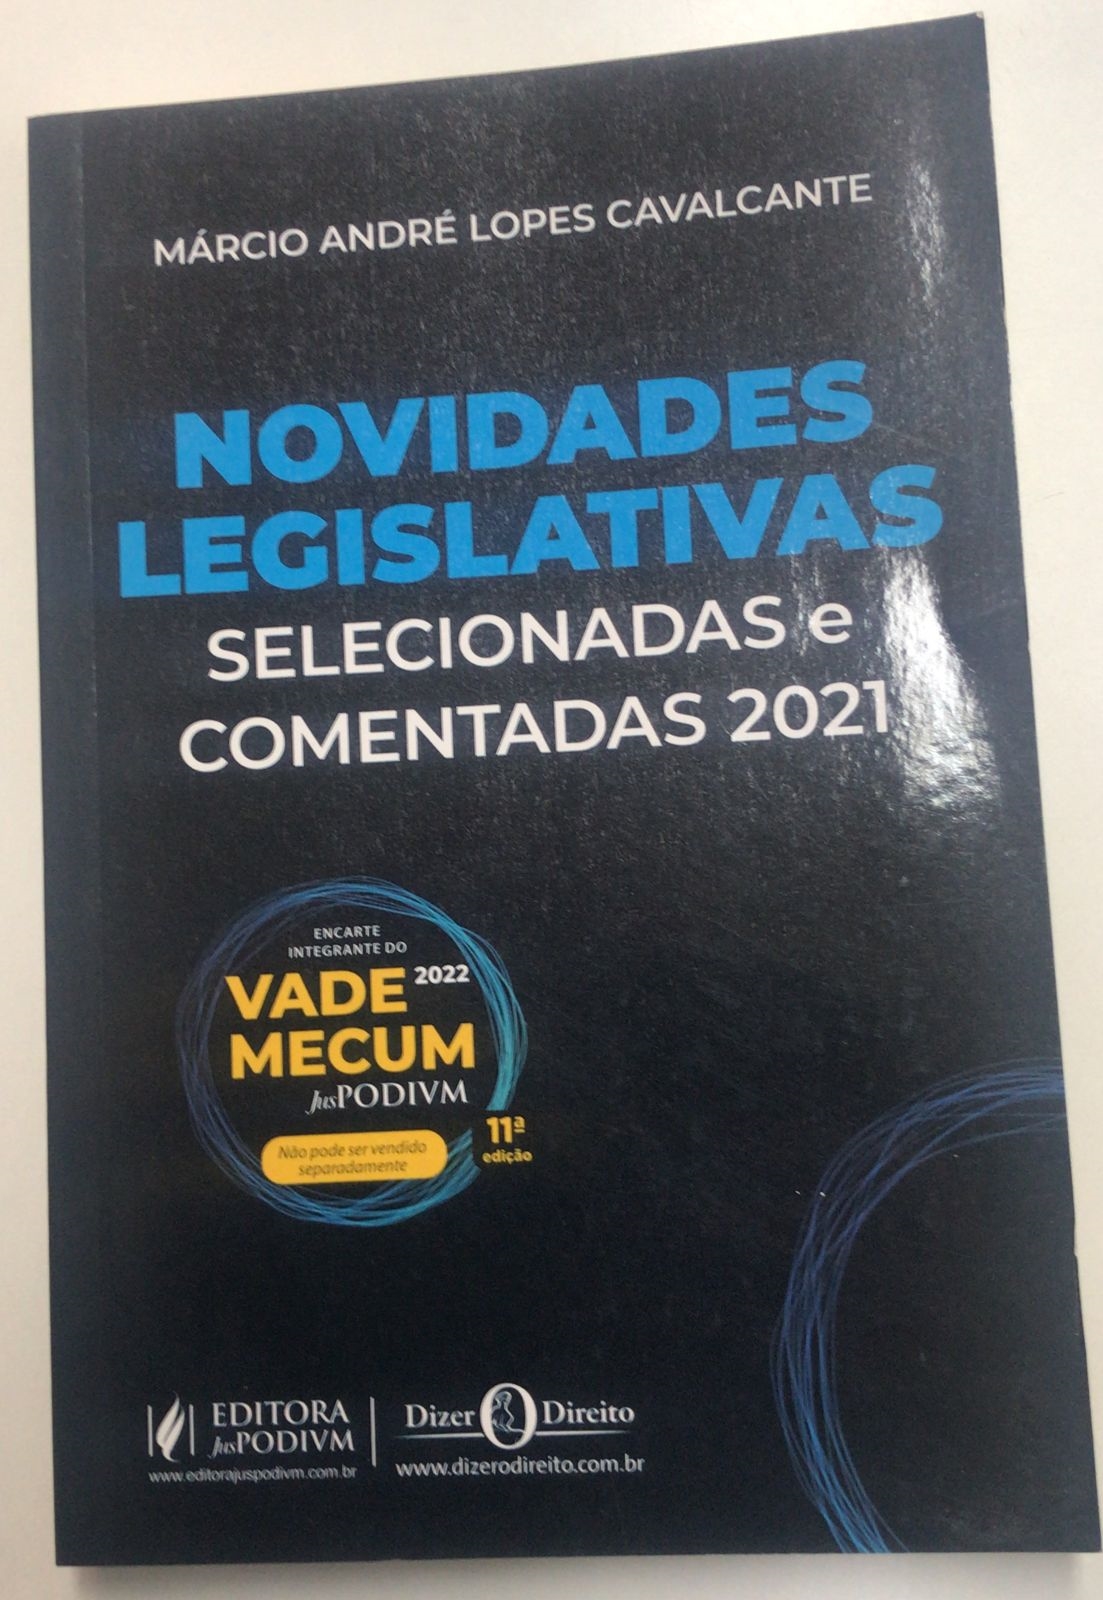 MÁRCIO ANDRÉ LOPES CAVALCANTE
NOVIDADES
LEGISLATIVAS
SELECIONADAS e
COMENTADAS 2021
ENCARTE
INTEGRANTE DO
VADE 2022
MECUM
JusPODIVM
11ª
edição
Não pode ser vendido
separadamente
EDITORA
JusPODIVM
www.editorajuspodivm.com.br
Dizer O Direito
www.dizerodireito.com.br